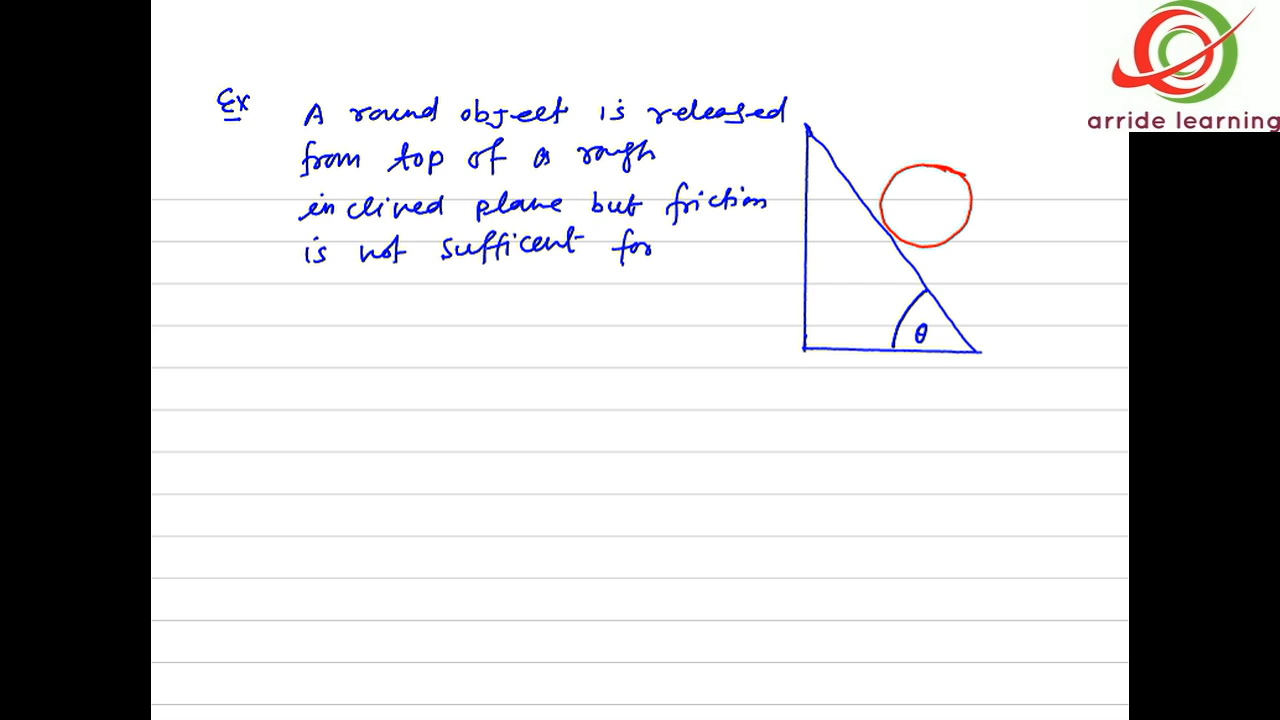 Ex
A round object is released
from top of a rough
inclined plane but friction
is not sufficent for
θ
arride learning